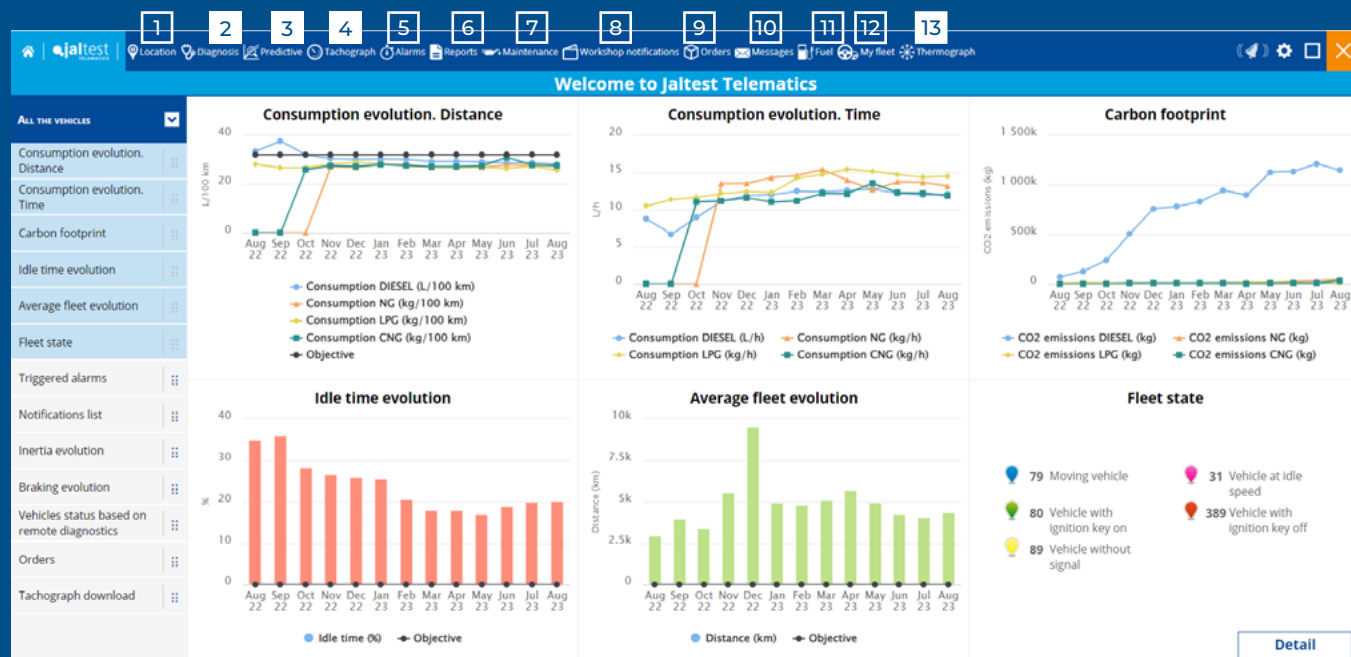 1 2 3 4 5 6 7 8 9 10 11 12 13
jaltest TELEMATICS Location Diagnosis Predictive Tachograph Alarms Reports Maintenance Workshop notifications Orders Messages Fuel My fleet Thermograph
Welcome to Jaltest Telematics
ALL THE VEHICLES
Consumption evolution.
Distance
Consumption evolution.
Time
Carbon footprint
Idle time evolution
Average fleet evolution
Fleet state
Triggered alarms
Notifications list
Inertia evolution
Braking evolution
Vehicles status based on
remote diagnostics
Orders
Tachograph download
Consumption evolution. Distance
L/100 km
40
20
0
Aug Sep Oct Nov Dec Jan Feb Mar Apr May Jun Jul Aug
22 22 22 22 22 23 23 23 23 23 23 23 23
Consumption DIESEL (L/100 km)
Consumption NG (kg/100 km)
Consumption LPG (kg/100 km)
Consumption CNG (kg/100 km)
Objective
Consumption evolution. Time
L/h
20
15
10
5
0
Aug Sep Oct Nov Dec Jan Feb Mar Apr May Jun Jul Aug
22 22 22 22 22 23 23 23 23 23 23 23 23
Consumption DIESEL (L/h) Consumption NG (kg/h)
Consumption LPG (kg/h) Consumption CNG (kg/h)
Carbon footprint
CO2 emissions (kg)
1 500k
1 000k
500k
0
Aug Sep Oct Nov Dec Jan Feb Mar Apr May Jun Jul Aug
22 22 22 22 22 23 23 23 23 23 23 23 23
CO2 emissions DIESEL (kg) CO2 emissions NG (kg)
CO2 emissions LPG (kg) CO2 emissions CNG (kg)
Idle time evolution
%
40
30
20
10
0
Aug Sep Oct Nov Dec Jan Feb Mar Apr May Jun Jul Aug
22 22 22 22 22 23 23 23 23 23 23 23 23
Idle time (%) Objective
Average fleet evolution
Distance (km)
10k
7.5k
5k
2.5k
0
Aug Sep Oct Nov Dec Jan Feb Mar Apr May Jun Jul Aug
22 22 22 22 22 23 23 23 23 23 23 23 23
Distance (km) Objective
Fleet state
79 Moving vehicle
31 Vehicle at idle
speed
80 Vehicle with
ignition key on
389 Vehicle with
ignition key off
89 Vehicle without
signal
Detail